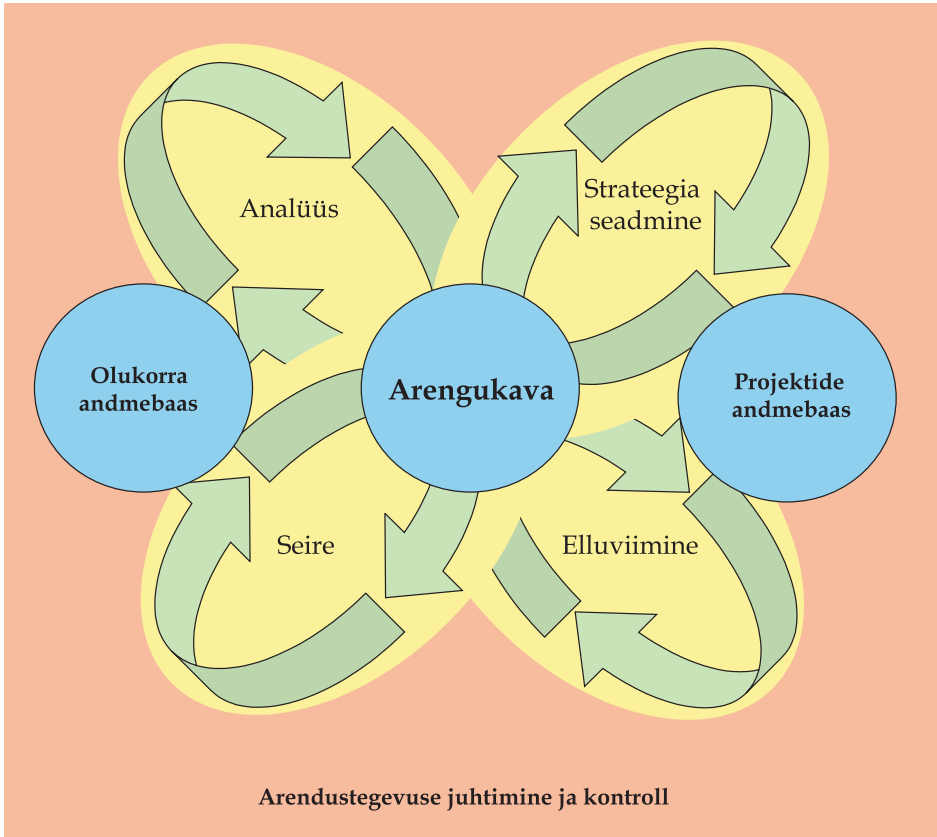 Analüüs
Strateegia
seadmine
Olukorra
andmebaas
Arengukava
Projektide
andmebaas
Seire
Elluviimine
Arendustegevuse juhtimine ja kontroll